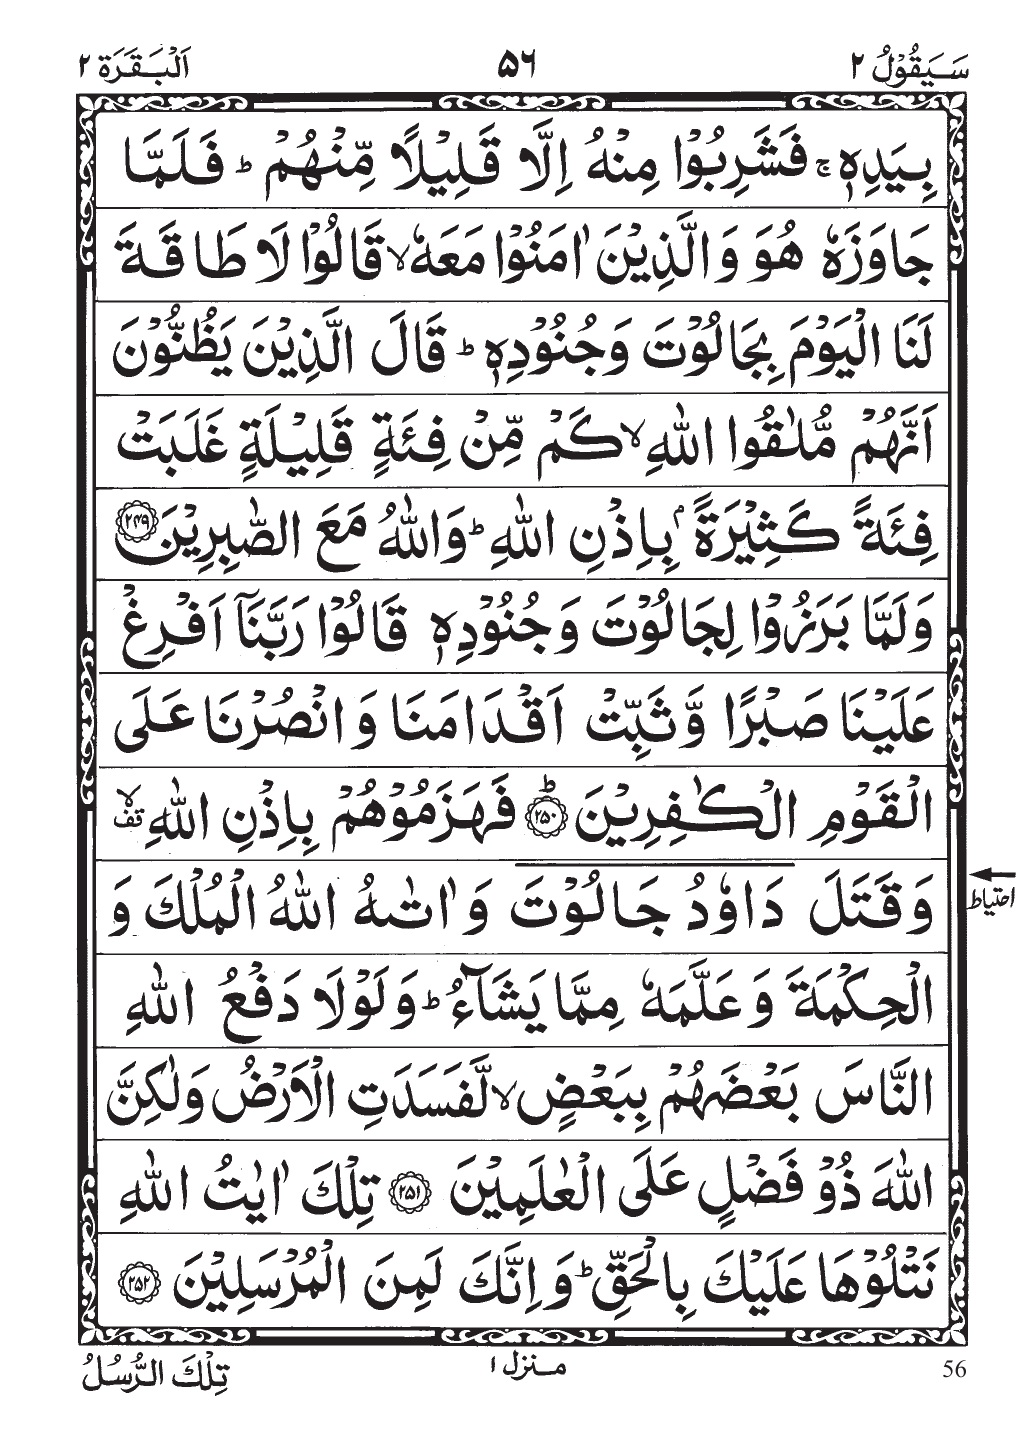 سَيَقُوْلُ ٢ ٥٦ اَلْبَقَرَة ٢
بِيَدِهٖ ۚ فَشَرِبُوْا مِنْهُ اِلَّا قَلِيْلًا مِّنْهُمْ ؕ فَلَمَّا
جَاوَزَهٗ هُوَ وَالَّذِيْنَ اٰمَنُوْا مَعَهٗ ۙ قَالُوْا لَا طَاقَةَ
لَنَا الْيَوْمَ بِجَالُوْتَ وَجُنُوْدِهٖ ؕ قَالَ الَّذِيْنَ يَظُنُّوْنَ
اَنَّهُمْ مُّلٰقُوا اللّٰهِ ۙ كَمْ مِّنْ فِئَةٍ قَلِيْلَةٍ غَلَبَتْ
فِئَةً كَثِيْرَةًۢ بِاِذْنِ اللّٰهِ ؕ وَاللّٰهُ مَعَ الصّٰبِرِيْنَ ﴿٢٤٩﴾
وَلَمَّا بَرَزُوْا لِجَالُوْتَ وَجُنُوْدِهٖ قَالُوْا رَبَّنَآ اَفْرِغْ
عَلَيْنَا صَبْرًا وَّثَبِّتْ اَقْدَامَنَا وَانْصُرْنَا عَلَى
الْقَوْمِ الْكٰفِرِيْنَ ؕ ﴿٢٥٠﴾ فَهَزَمُوْهُمْ بِاِذْنِ اللّٰهِ ۙ قف
وَقَتَلَ دَاوٗدُ جَالُوْتَ وَاٰتٰىهُ اللّٰهُ الْمُلْكَ وَ
احتیاط
الْحِكْمَةَ وَعَلَّمَهٗ مِمَّا يَشَآءُ ؕ وَلَوْلَا دَفْعُ اللّٰهِ
النَّاسَ بَعْضَهُمْ بِبَعْضٍ ۙ لَّفَسَدَتِ الْاَرْضُ وَلٰكِنَّ
اللّٰهَ ذُوْ فَضْلٍ عَلَى الْعٰلَمِيْنَ ﴿٢٥١﴾ تِلْكَ اٰيٰتُ اللّٰهِ
نَتْلُوْهَا عَلَيْكَ بِالْحَقِّ ؕ وَاِنَّكَ لَمِنَ الْمُرْسَلِيْنَ ﴿٢٥٢﴾
56 منزل ١ تِلْكَ الرُّسُلُ